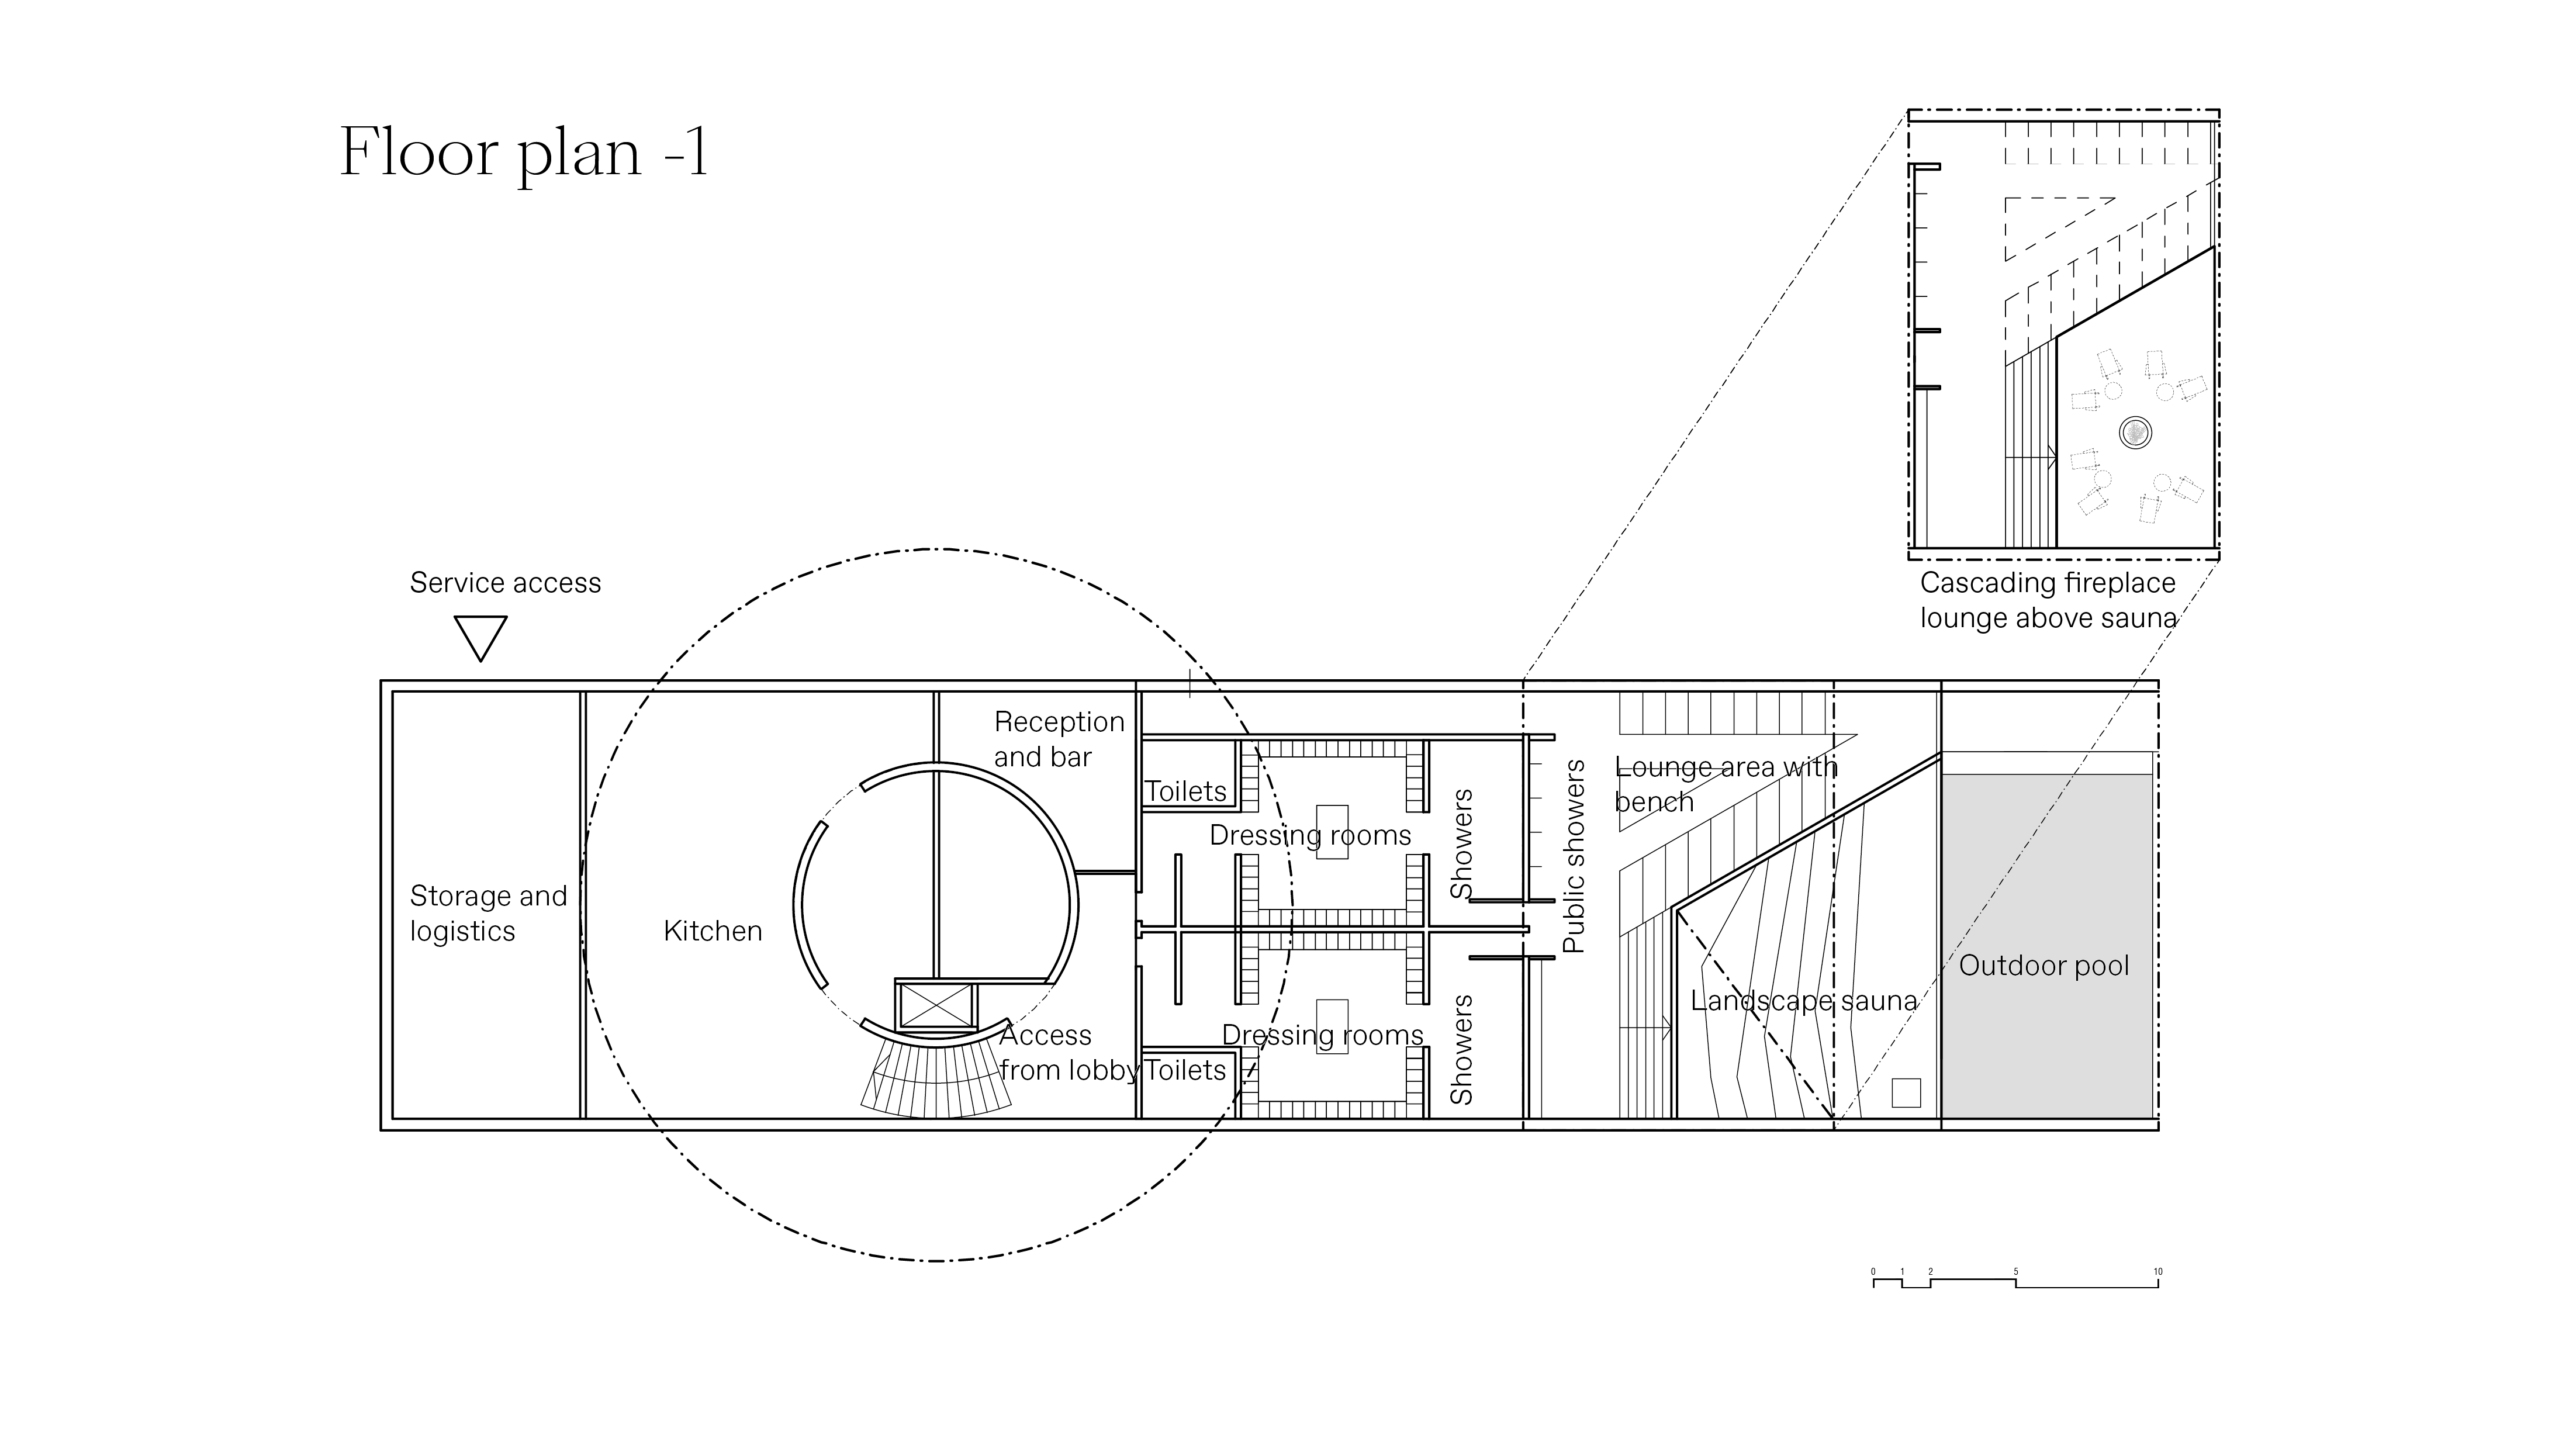 Floor plan -1
Service access
Cascading fireplace
lounge above sauna
Reception
and bar
Toilets
Lounge area with
bench
Dressing rooms
Showers
Public showers
Storage and
logistics
Kitchen
Outdoor pool
Landscape sauna
Access
from lobby
Toilets
Dressing rooms
Showers
0 1 2 5 10